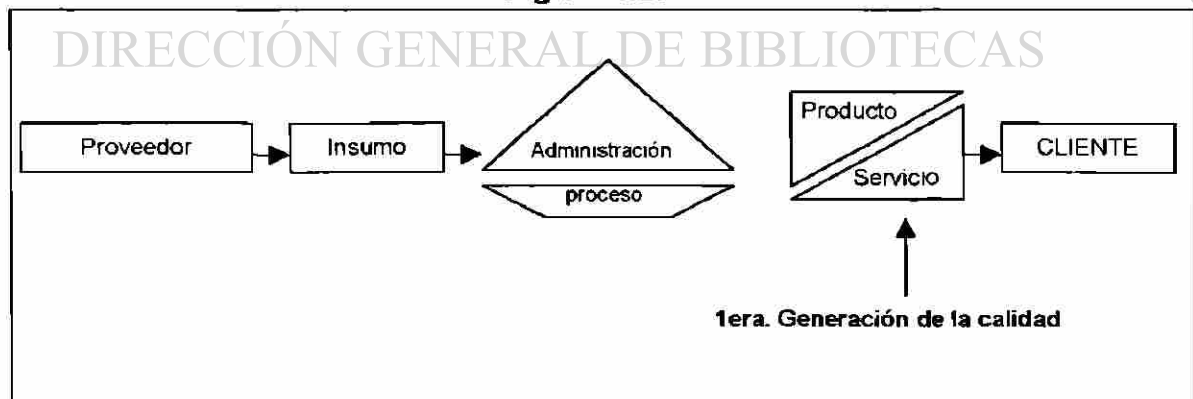 DIRECCIÓN GENERAL DE BIBLIOTECAS
Proveedor
Insumo
Administración
proceso
Producto
Servicio
CLIENTE
1era. Generación de la calidad